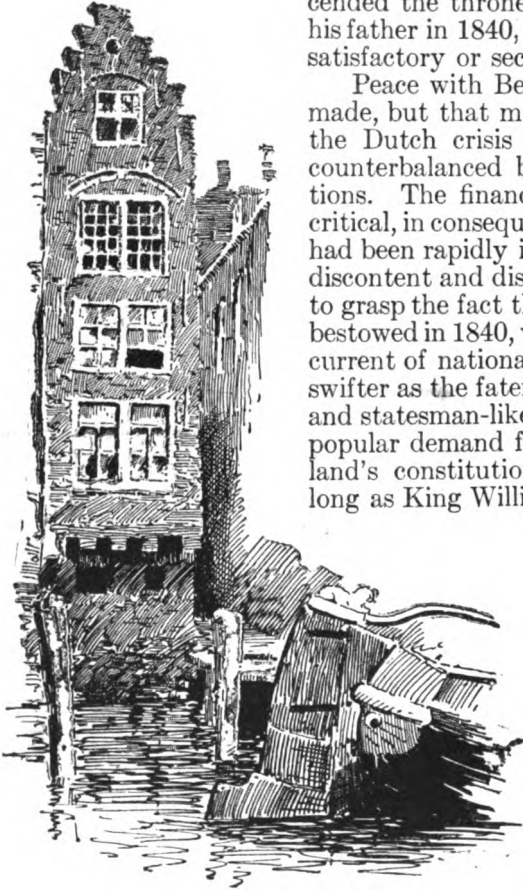 cended the throne
his father in 1840,
satisfactory or sec
Peace with Be
made, but that m
the Dutch crisis
counterbalanced b
tions. The financ
critical, in consequ
had been rapidly i
discontent and dis
to grasp the fact t
bestowed in 1840,
current of national
swifter as the fate
and statesman-like
popular demand f
land's constitutio
long as King Willi